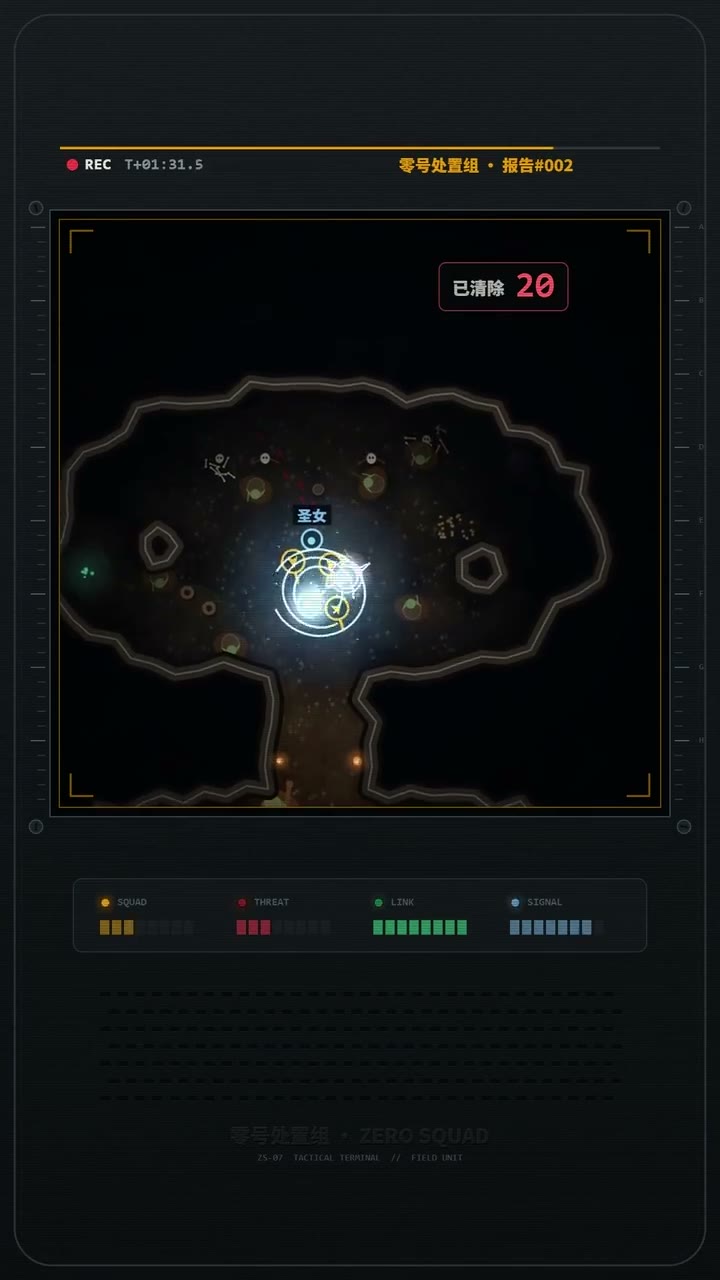 REC T+01:31.5 零号处置组 • 报告#002
已清除 20
圣女
SQUAD THREAT LINK SIGNAL
零号处置组 • ZERO SQUAD
ZS-07 TACTICAL TERMINAL // FIELD UNIT